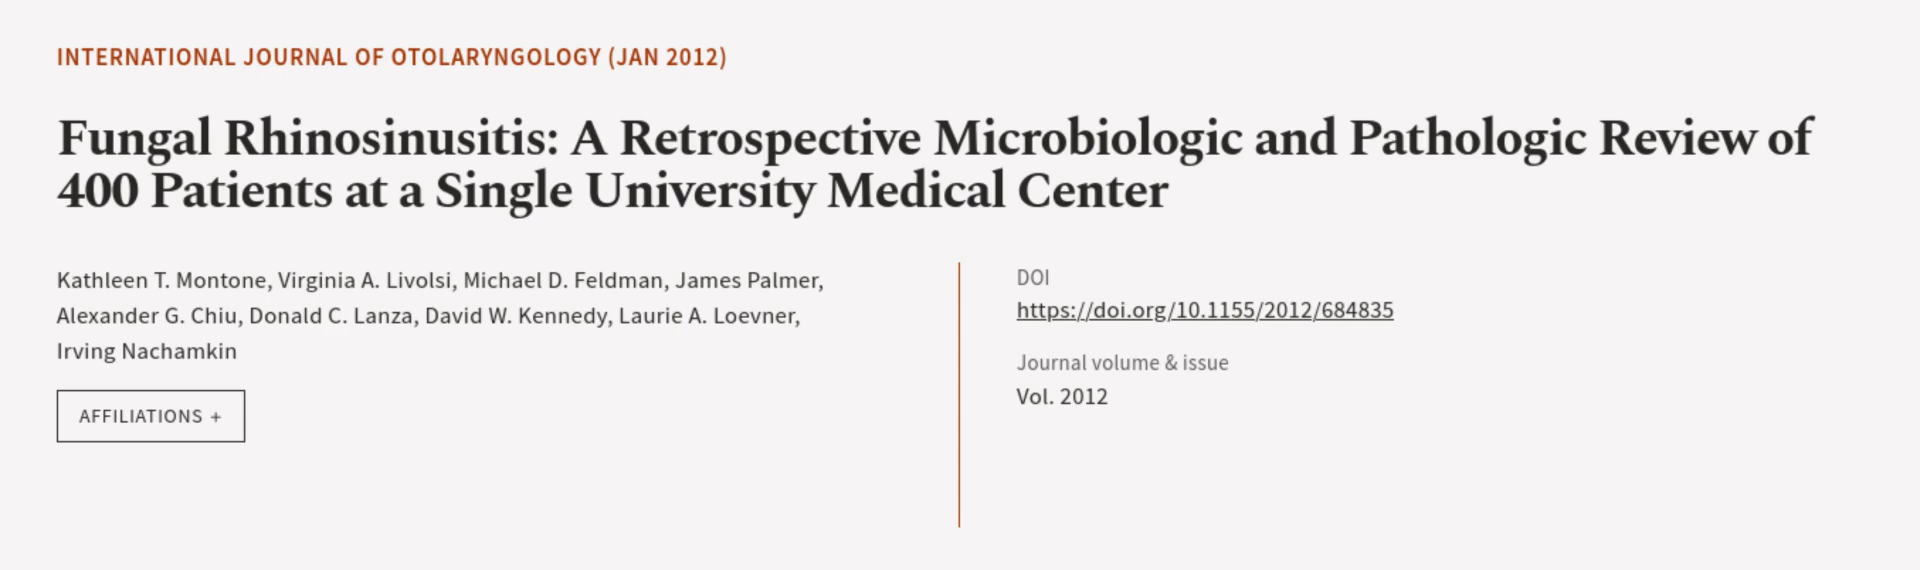 INTERNATIONAL JOURNAL OF OTOLARYNGOLOGY (JAN 2012)
Fungal Rhinosinusitis: A Retrospective Microbiologic and Pathologic Review of
400 Patients at a Single University Medical Center
Kathleen T. Montone, Virginia A. Livolsi, Michael D. Feldman, James Palmer,
Alexander G. Chiu, Donald C. Lanza, David W. Kennedy, Laurie A. Loevner,
Irving Nachamkin
AFFILIATIONS +
DOI
https://doi.org/10.1155/2012/684835
Journal volume & issue
Vol. 2012